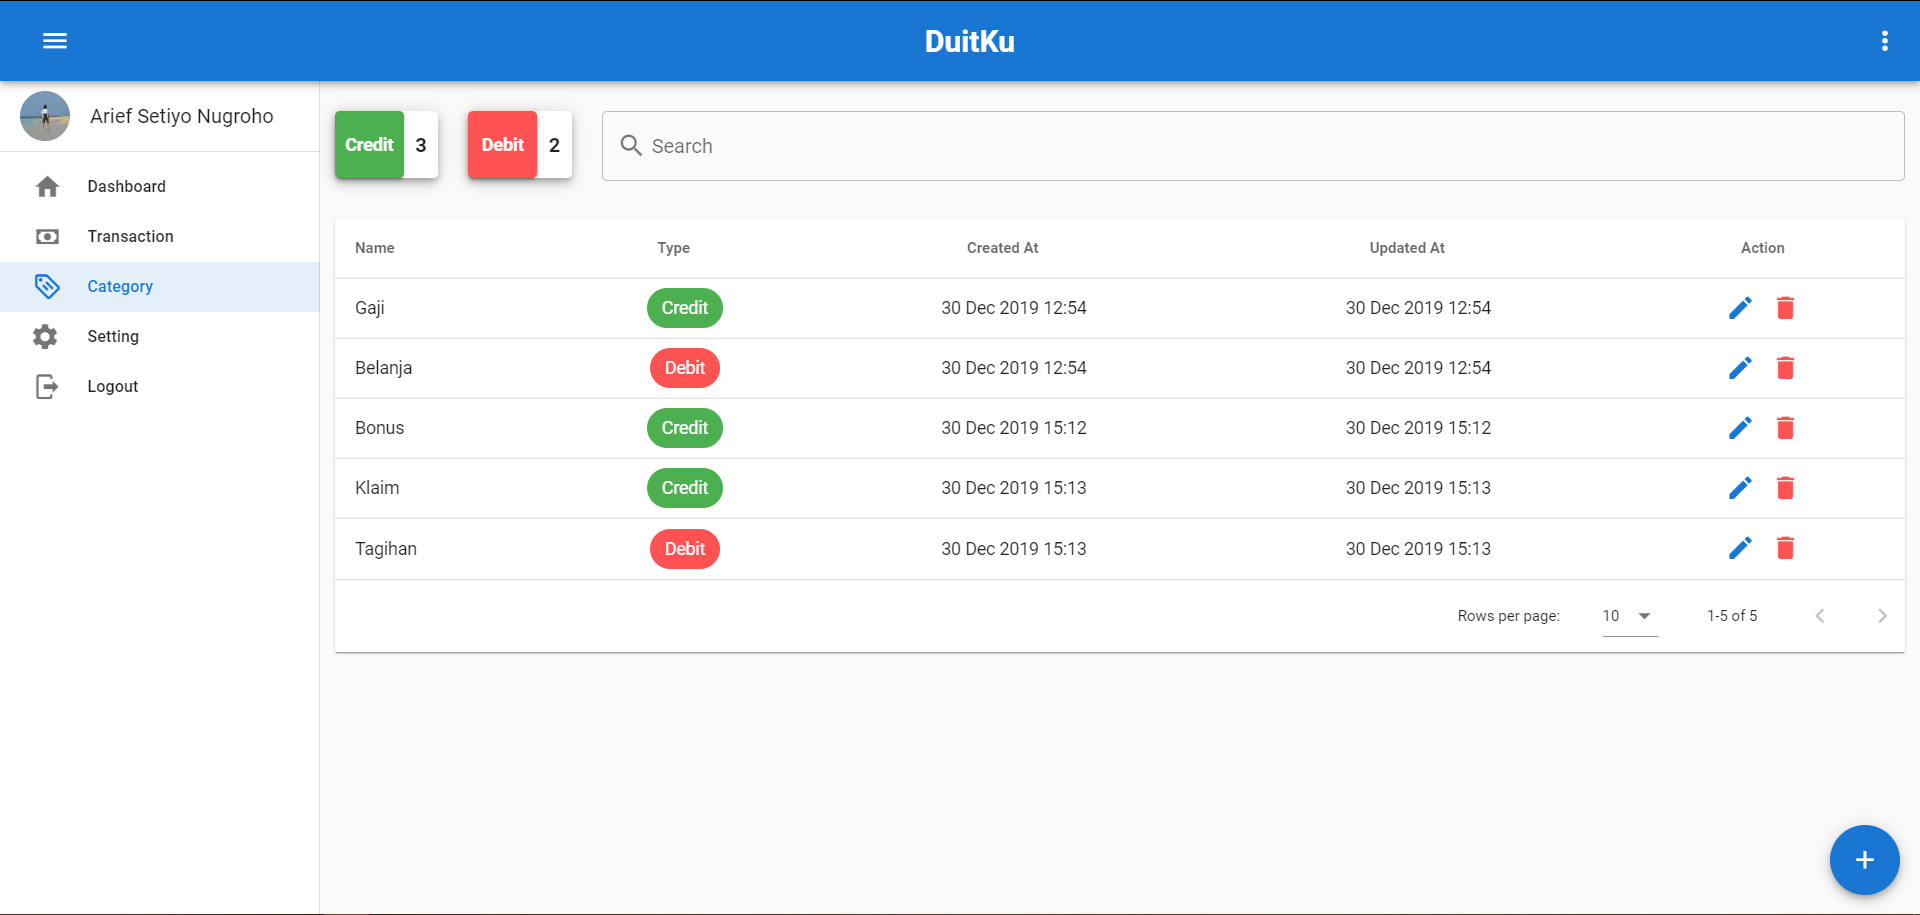 DuitKu
Arief Setiyo Nugroho
Dashboard
Transaction
Category
Setting
Logout
Credit 3 Debit 2 Search
Name Type Created At Updated At Action
Gaji Credit 30 Dec 2019 12:54 30 Dec 2019 12:54
Belanja Debit 30 Dec 2019 12:54 30 Dec 2019 12:54
Bonus Credit 30 Dec 2019 15:12 30 Dec 2019 15:12
Klaim Credit 30 Dec 2019 15:13 30 Dec 2019 15:13
Tagihan Debit 30 Dec 2019 15:13 30 Dec 2019 15:13
Rows per page: 10 1-5 of 5